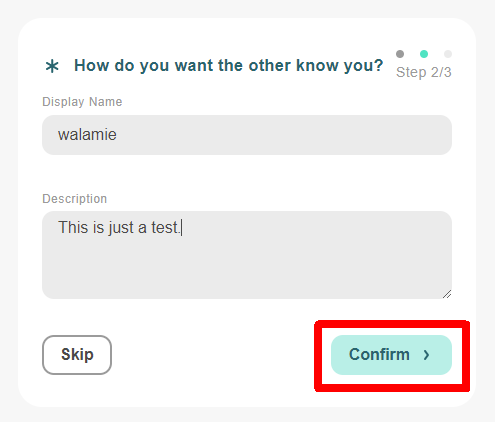 How do you want the other know you?
Step 2/3
Display Name
walamie
Description
This is just a test.
Skip
Confirm